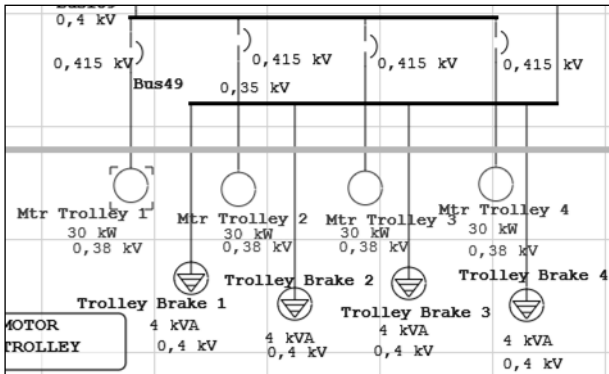 0,4 kV
0,415 kV
0,415 kV
0,415 kV
0,415 kV
Bus49
0,35 kV
Mtr Trolley 1
30 kW
0,38 kV
Mtr Trolley 2
30 kW
0,38 kV
Mtr Trolley 3
30 kW
0,38 kV
Mtr Trolley 4
30 kW
0,38 kV
Trolley Brake 1
4 kVA
0,4 kV
Trolley Brake 2
4 kVA
0,4 kV
Trolley Brake 3
4 kVA
0,4 kV
Trolley Brake 4
4 kVA
0,4 kV
MOTOR
TROLLEY